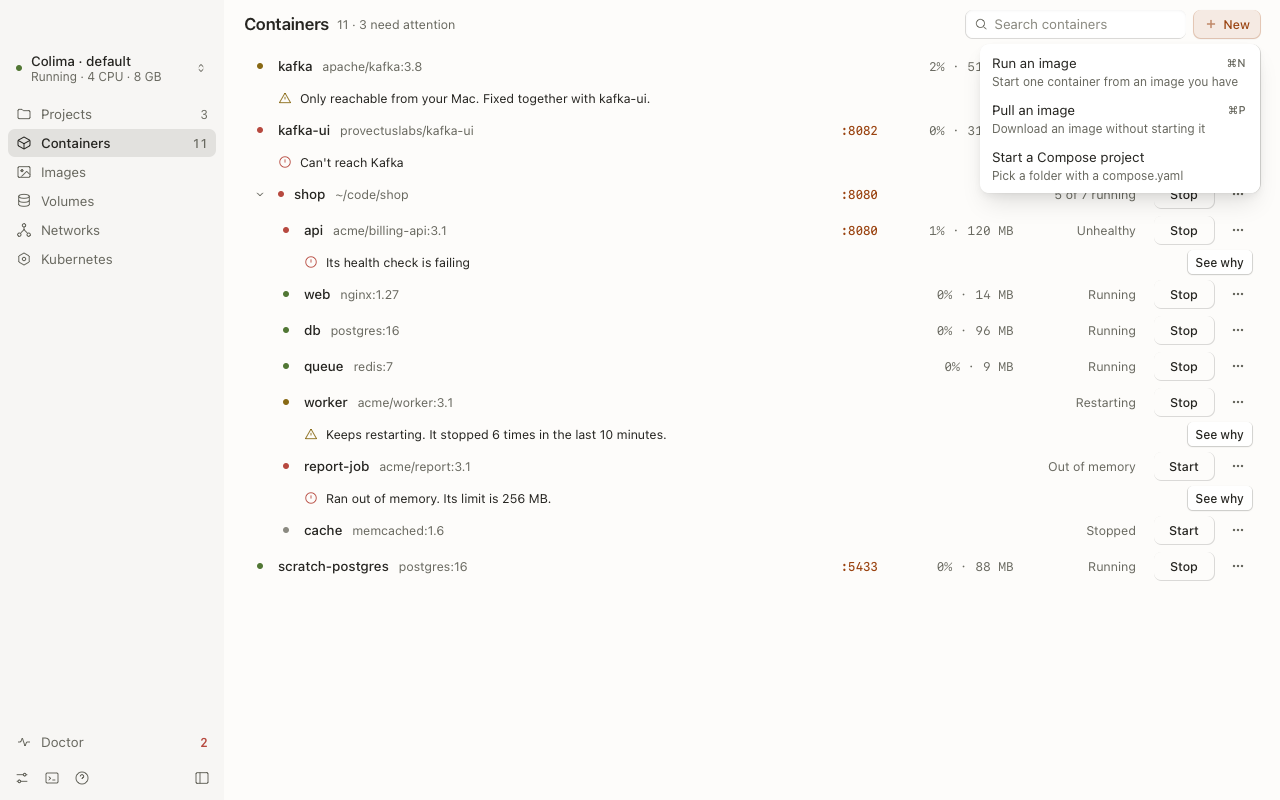 Containers 11 · 3 need attention
Search containers
+ New
Colima · default
Running · 4 CPU · 8 GB
Projects 3
Containers 11
Images
Volumes
Networks
Kubernetes
Doctor 2
kafka apache/kafka:3.8 2% · 51
Only reachable from your Mac. Fixed together with kafka-ui.
kafka-ui provectuslabs/kafka-ui :8082 0% · 31
Can't reach Kafka
shop ~/code/shop :8080 5 of 7 running Stop
api acme/billing-api:3.1 :8080 1% · 120 MB Unhealthy Stop
Its health check is failing See why
web nginx:1.27 0% · 14 MB Running Stop
db postgres:16 0% · 96 MB Running Stop
queue redis:7 0% · 9 MB Running Stop
worker acme/worker:3.1 Restarting Stop
Keeps restarting. It stopped 6 times in the last 10 minutes. See why
report-job acme/report:3.1 Out of memory Start
Ran out of memory. Its limit is 256 MB. See why
cache memcached:1.6 Stopped Start
scratch-postgres postgres:16 :5433 0% · 88 MB Running Stop
Run an image ⌘N
Start one container from an image you have
Pull an image ⌘P
Download an image without starting it
Start a Compose project
Pick a folder with a compose.yaml